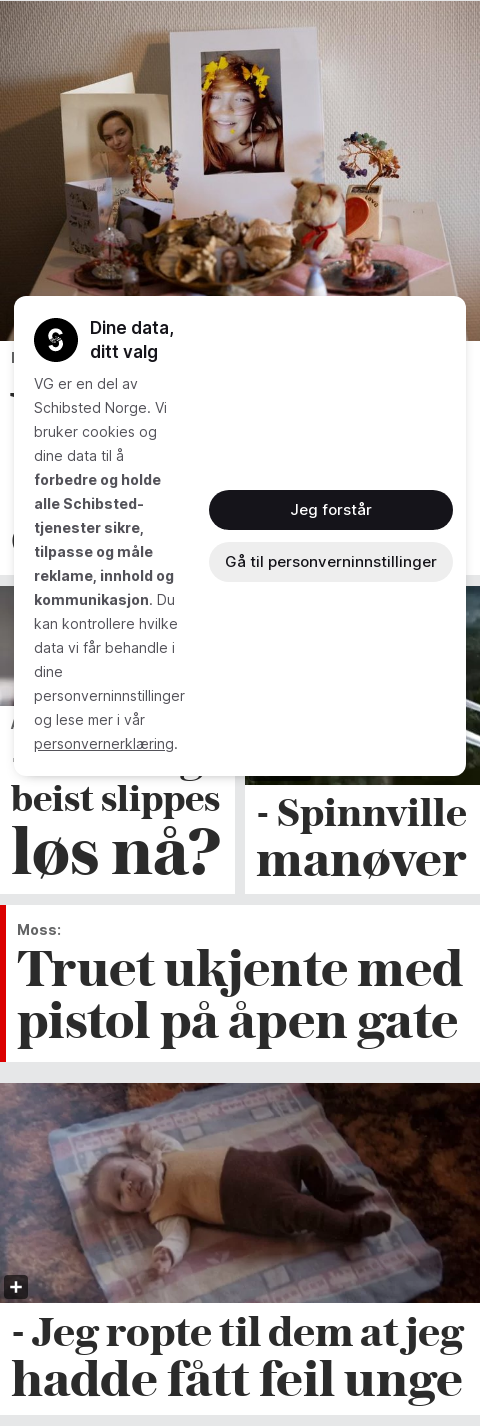 Dine data,
ditt valg
VG er en del av
Schibsted Norge. Vi
bruker cookies og
dine data til å
forbedre og holde
alle Schibsted-
tjenester sikre,
tilpasse og måle
reklame, innhold og
kommunikasjon. Du
kan kontrollere hvilke
data vi får behandle i
dine
personverninnstillinger
og lese mer i vår
personvernerklæring.
Jeg forstår
Gå til personverninnstillinger
beist slippes
løs nå?
- Spinnville
manøver
Moss:
Truet ukjente med
pistol på åpen gate
- Jeg ropte til dem at jeg
hadde fått feil unge